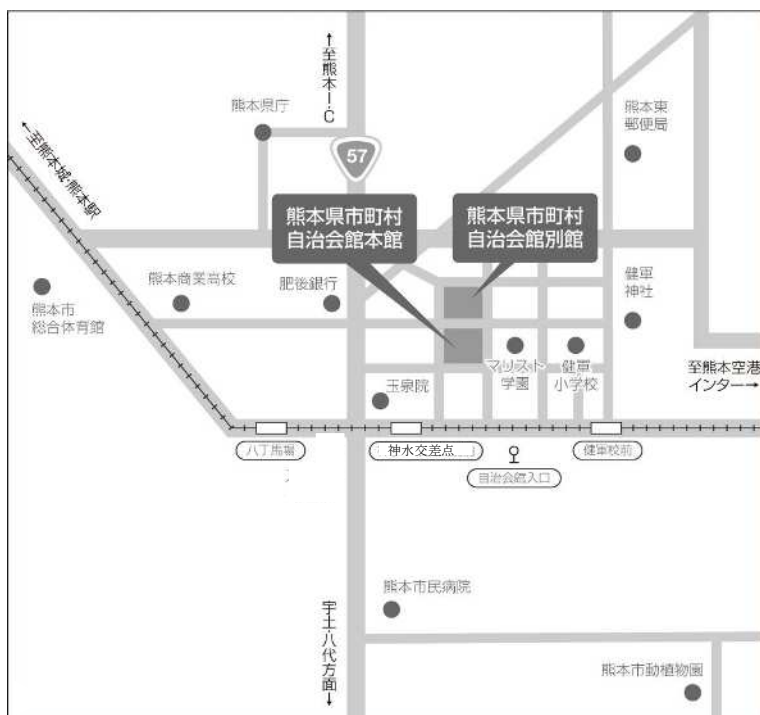 ↑至熊本I・C
熊本県庁
熊本東
郵便局
57
↑至熊本城・熊本駅
熊本県市町村
自治会館本館
熊本県市町村
自治会館別館
健軍
神社
熊本商業高校
肥後銀行
熊本市
総合体育館
マリスト
学園
健軍
小学校
至熊本空港
インター→
玉泉院
八丁馬場
神水交差点
健軍校前
自治会館入口
熊本市民病院
宇土・八代方面→
熊本市動植物園